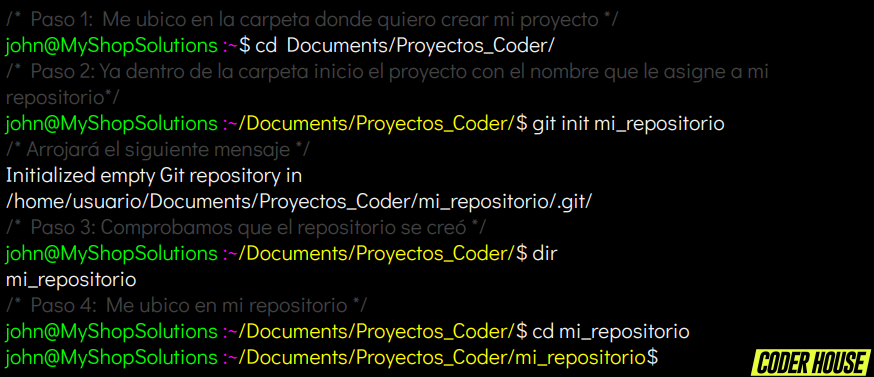 /* Paso 1: Me ubico en la carpeta donde quiero crear mi proyecto */
john@MyShopSolutions :~$ cd Documents/Proyectos_Coder/
/* Paso 2: Ya dentro de la carpeta inicio el proyecto con el nombre que le asigne a mi
repositorio*/
john@MyShopSolutions :~/Documents/Proyectos_Coder/$ git init mi_repositorio
/* Arrojará el siguiente mensaje */
Initialized empty Git repository in
/home/usuario/Documents/Proyectos_Coder/mi_repositorio/.git/
/* Paso 3: Comprobamos que el repositorio se creó */
john@MyShopSolutions :~/Documents/Proyectos_Coder/$ dir
mi_repositorio
/* Paso 4: Me ubico en mi repositorio */
john@MyShopSolutions :~/Documents/Proyectos_Coder/$ cd mi_repositorio
john@MyShopSolutions :~/Documents/Proyectos_Coder/mi_repositorio$
CODER HOUSE